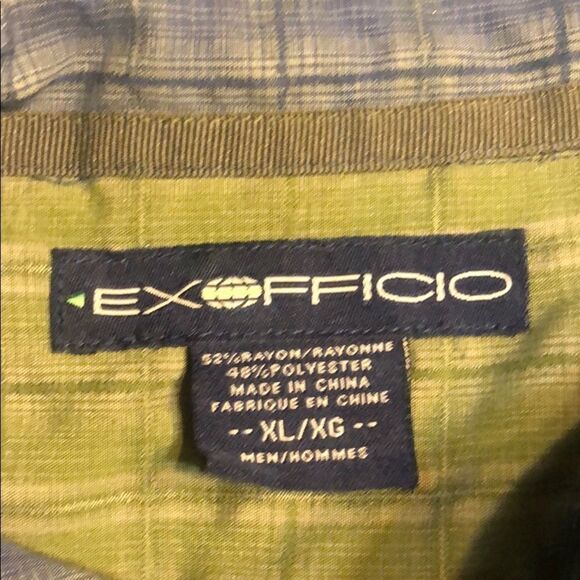 EXOFFICIO
52% RAYON/RAYONNE
48% POLYESTER
MADE IN CHINA
FABRIQUE EN CHINE
-- XL/XG --
MEN/HOMMES